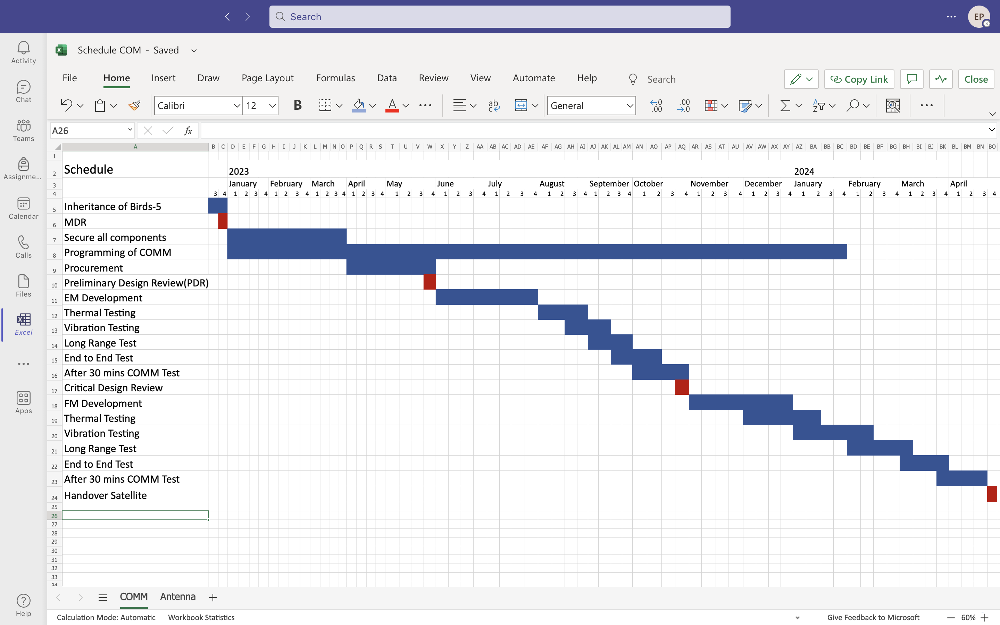 Search
EP
Activity
Chat
Teams
Assignme...
Calendar
Calls
Files
Excel
Apps
Help
Schedule COM - Saved
File Home Insert Draw Page Layout Formulas Data Review View Automate Help Search Copy Link Close
Calibri 12 B A ab c General .00 .00
A26 fx
A B C D E F G H I J K L M N O P Q R S T U V W X Y Z AA AB AC AD AE AF AG AH AI AJ AK AL AM AN AO AP AQ AR AS AT AU AV AW AX AY AZ BA BB BC BD BE BF BG BH BI BJ BK BL BM BN BO
1
2 Schedule 2023 2024
3 January February March April May June July August September October November December January February March April
4 3 4 1 2 3 4 1 2 3 4 1 2 3 4 1 2 3 4 1 2 3 4 1 2 3 4 1 2 3 4 1 2 3 4 1 2 3 4 1 2 3 4 1 2 3 4 1 2 3 4 1 2 3 4 1 2 3 4 1 2 3 4 1 2 3 4
5 Inheritance of Birds-5
6 MDR
7 Secure all components
8 Programming of COMM
9 Procurement
10 Preliminary Design Review(PDR)
11 EM Development
12 Thermal Testing
13 Vibration Testing
14 Long Range Test
15 End to End Test
16 After 30 mins COMM Test
17 Critical Design Review
18 FM Development
19 Thermal Testing
20 Vibration Testing
21 Long Range Test
22 End to End Test
23 After 30 mins COMM Test
24 Handover Satellite
25
26
27
28
29
30
31
32
33
34
COMM Antenna
Calculation Mode: Automatic Workbook Statistics Give Feedback to Microsoft 60%